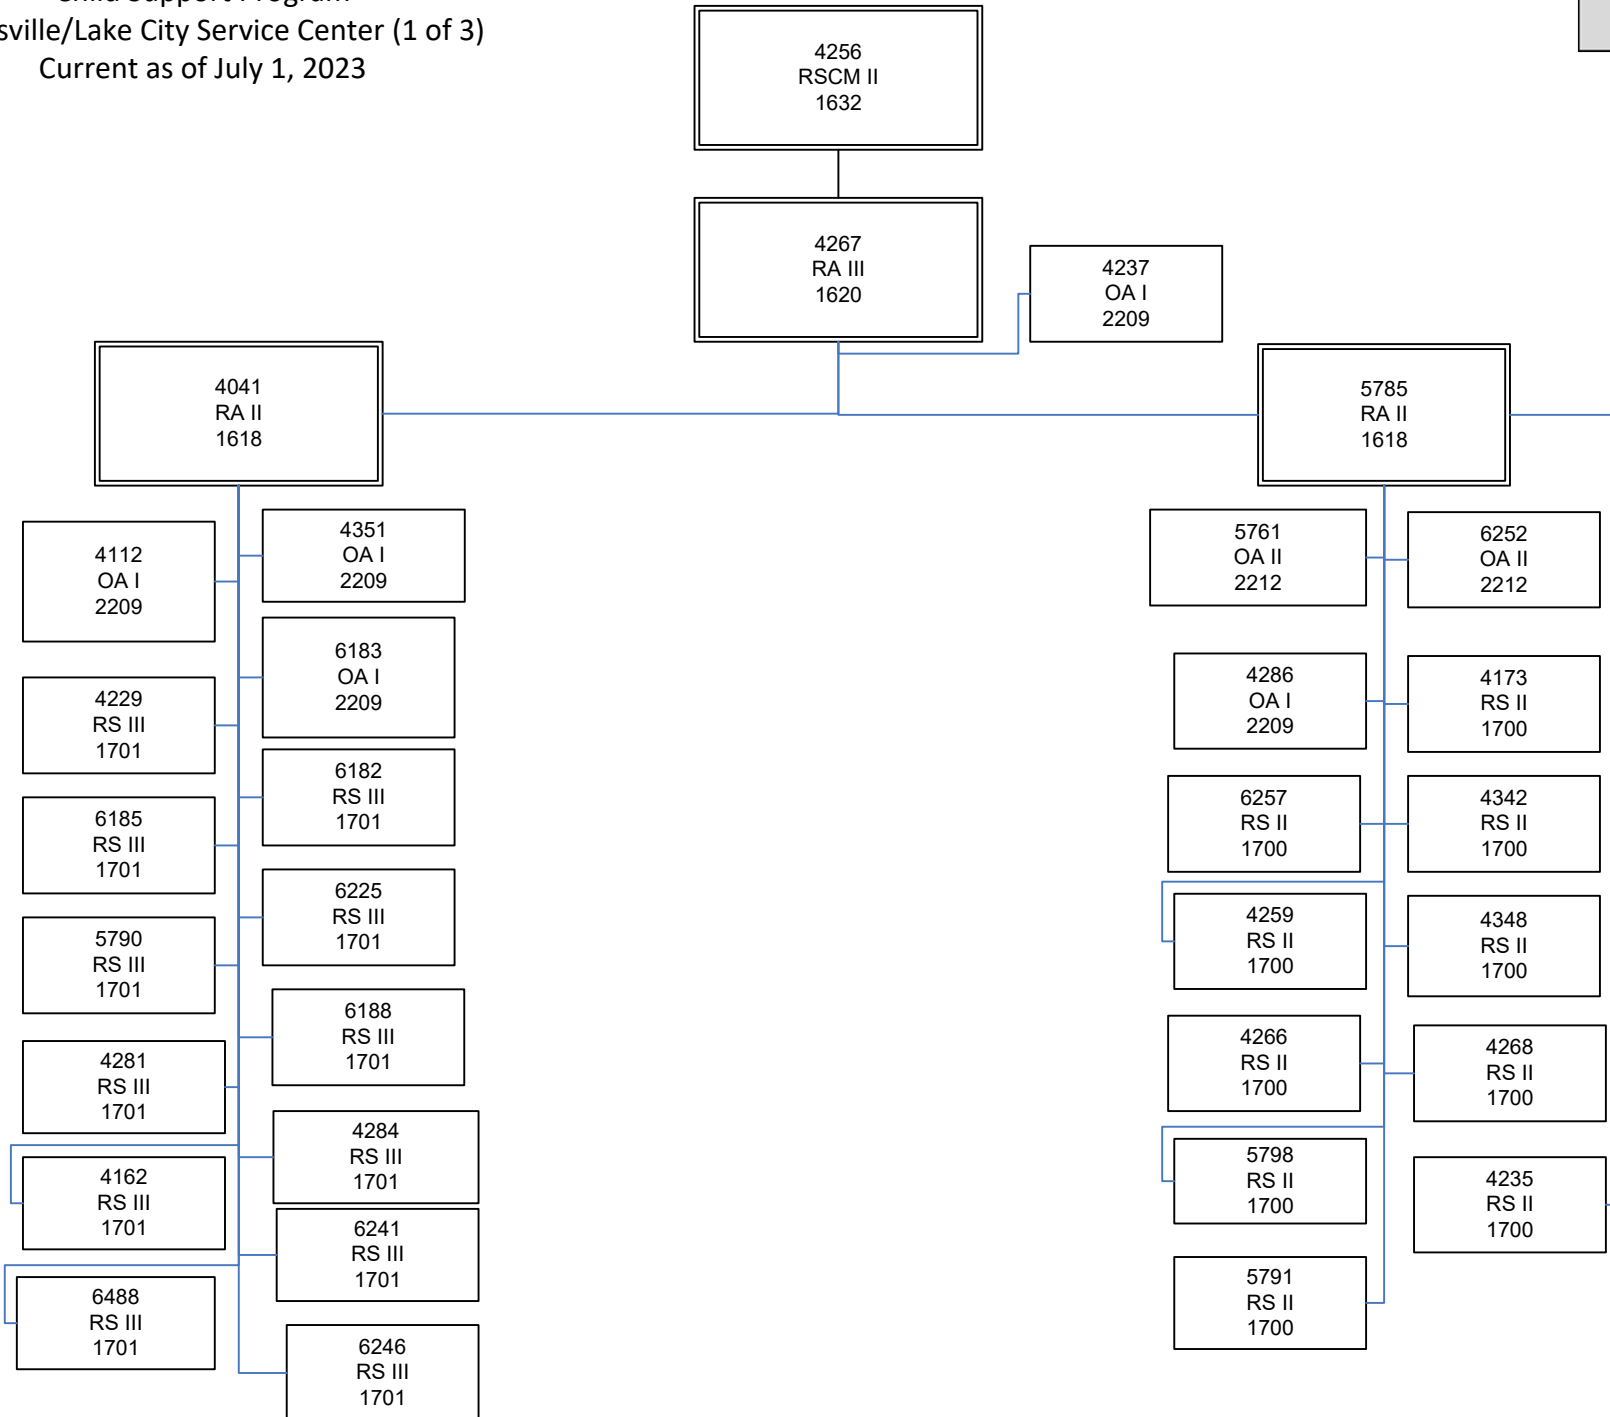 sville/Lake City Service Center (1 of 3)
Current as of July 1, 2023
4256
RSCM II
1632
4267
RA III
1620
4237
OA I
2209
4041
RA II
1618
5785
RA II
1618
4112
OA I
2209
4351
OA I
2209
6183
OA I
2209
4229
RS III
1701
6182
RS III
1701
6185
RS III
1701
6225
RS III
1701
5790
RS III
1701
6188
RS III
1701
4281
RS III
1701
4284
RS III
1701
4162
RS III
1701
6241
RS III
1701
6488
RS III
1701
6246
RS III
1701
5761
OA II
2212
6252
OA II
2212
4286
OA I
2209
4173
RS II
1700
6257
RS II
1700
4342
RS II
1700
4259
RS II
1700
4348
RS II
1700
4266
RS II
1700
4268
RS II
1700
5798
RS II
1700
4235
RS II
1700
5791
RS II
1700